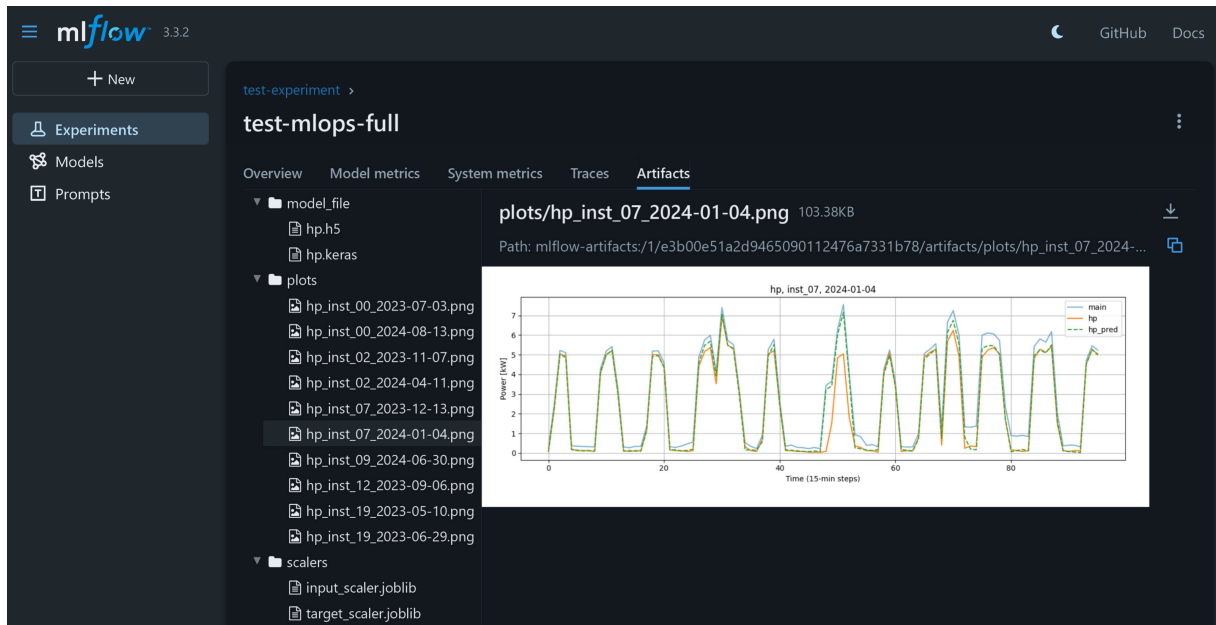 mlflow 3.3.2
GitHub
Docs
+ New
Experiments
Models
Prompts
test-experiment >
test-mlops-full
Overview
Model metrics
System metrics
Traces
Artifacts
model_file
hp.h5
hp.keras
plots
hp_inst_00_2023-07-03.png
hp_inst_00_2024-08-13.png
hp_inst_02_2023-11-07.png
hp_inst_02_2024-04-11.png
hp_inst_07_2023-12-13.png
hp_inst_07_2024-01-04.png
hp_inst_09_2024-06-30.png
hp_inst_12_2023-09-06.png
hp_inst_19_2023-05-10.png
hp_inst_19_2023-06-29.png
scalers
input_scaler.joblib
target_scaler.joblib
plots/hp_inst_07_2024-01-04.png 103.38KB
Path: mlflow-artifacts:/1/e3b00e51a2d9465090112476a7331b78/artifacts/plots/hp_inst_07_2024-...
hp, inst_07, 2024-01-04
main
hp
hp_pred
Power [kW]
7
6
5
4
3
2
1
0
0 20 40 60 80
Time (15-min steps)